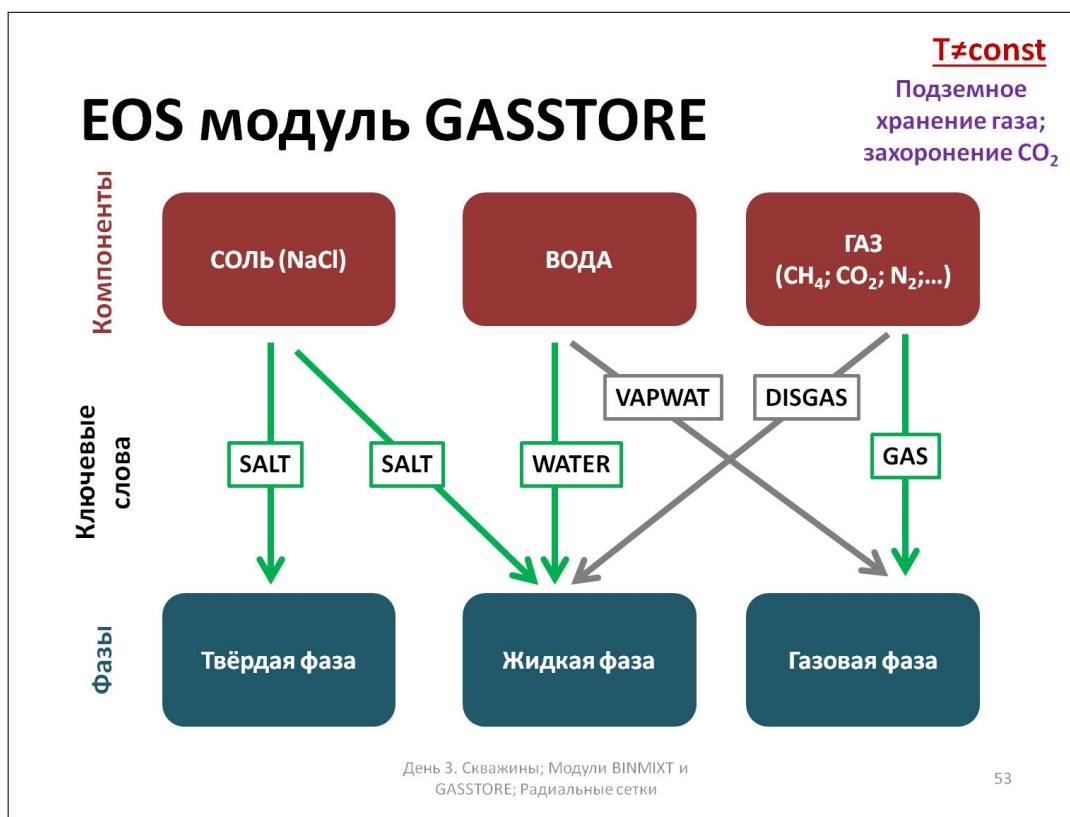 T≠const
Подземное
хранение газа;
захоронение CO₂
EOS модуль GASSTORE
Компоненты
СОЛЬ (NaCl)
ВОДА
ГАЗ
(CH₄; CO₂; N₂;...)
Ключевые
слова
VAPWAT
DISGAS
SALT
SALT
WATER
GAS
Фазы
Твёрдая фаза
Жидкая фаза
Газовая фаза
День 3. Скважины; Модули BINMIXT и
GASSTORE; Радиальные сетки
53